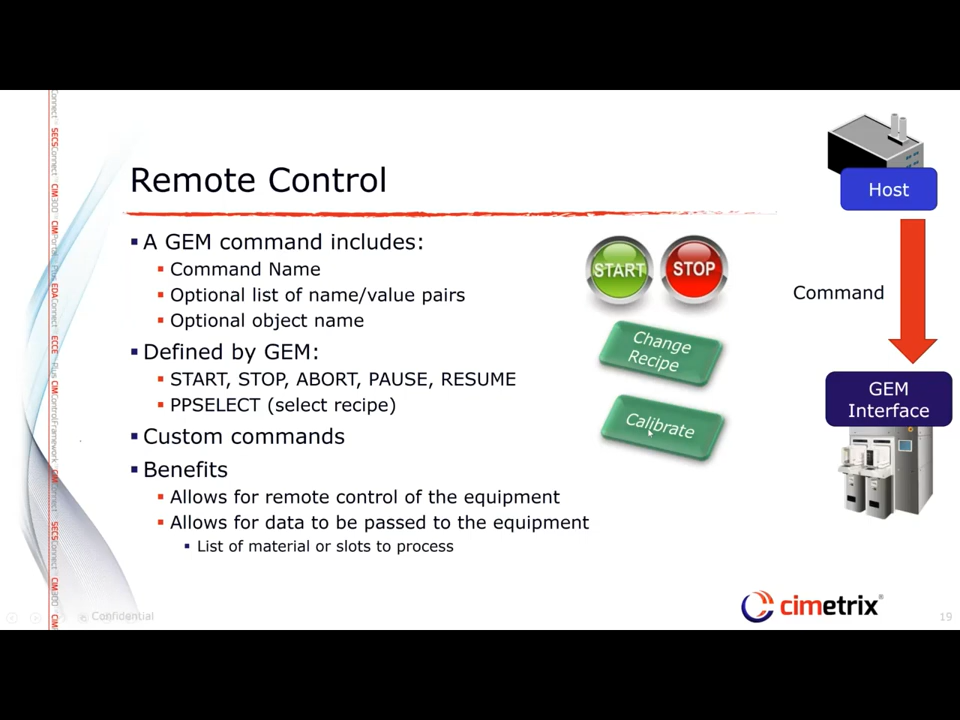 Remote Control
▪ A GEM command includes:
▪ Command Name
▪ Optional list of name/value pairs
▪ Optional object name
▪ Defined by GEM:
▪ START, STOP, ABORT, PAUSE, RESUME
▪ PPSELECT (select recipe)
▪ Custom commands
▪ Benefits
▪ Allows for remote control of the equipment
▪ Allows for data to be passed to the equipment
▪ List of material or slots to process
START
STOP
Change
Recipe
Calibrate
Host
Command
GEM
Interface
Confidential
cimetrix®
19